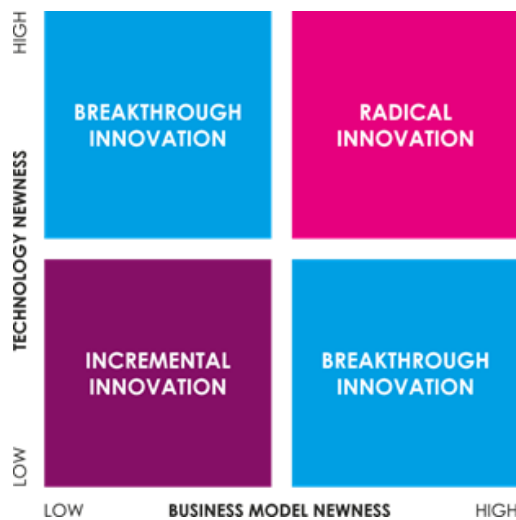 HIGH
BREAKTHROUGH
INNOVATION
RADICAL
INNOVATION
TECHNOLOGY NEWNESS
INCREMENTAL
INNOVATION
BREAKTHROUGH
INNOVATION
LOW
LOW BUSINESS MODEL NEWNESS HIGH